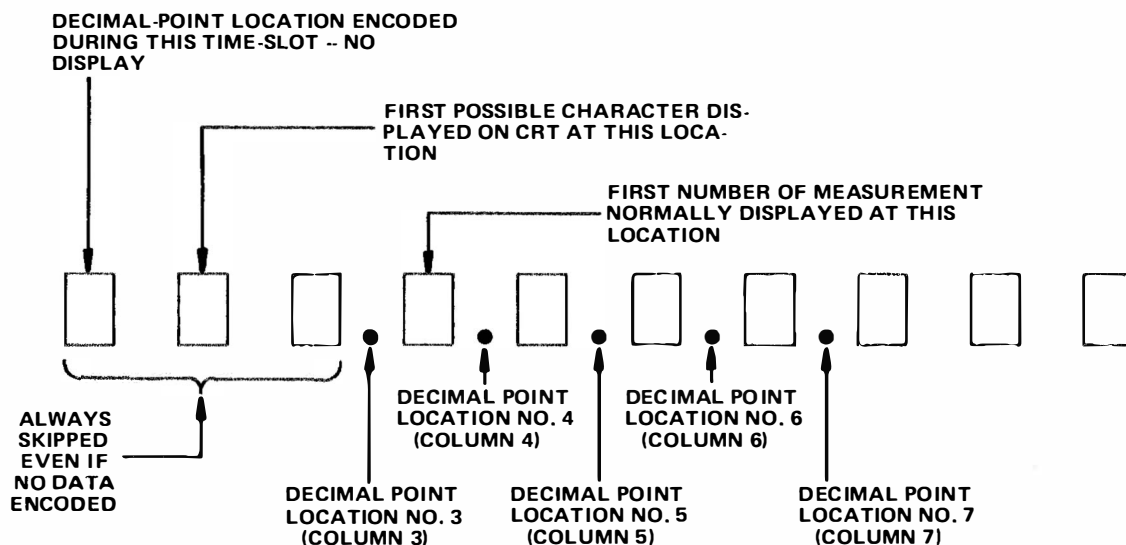 DECIMAL-POINT LOCATION ENCODED
DURING THIS TIME-SLOT -- NO
DISPLAY
FIRST POSSIBLE CHARACTER DIS-
PLAYED ON CRT AT THIS LOCA-
TION
FIRST NUMBER OF MEASUREMENT
NORMALLY DISPLAYED AT THIS
LOCATION
ALWAYS
SKIPPED
EVEN IF
NO DATA
ENCODED
DECIMAL POINT
LOCATION NO. 3
(COLUMN 3)
DECIMAL POINT
LOCATION NO. 4
(COLUMN 4)
DECIMAL POINT
LOCATION NO. 5
(COLUMN 5)
DECIMAL POINT
LOCATION NO. 6
(COLUMN 6)
DECIMAL POINT
LOCATION NO. 7
(COLUMN 7)